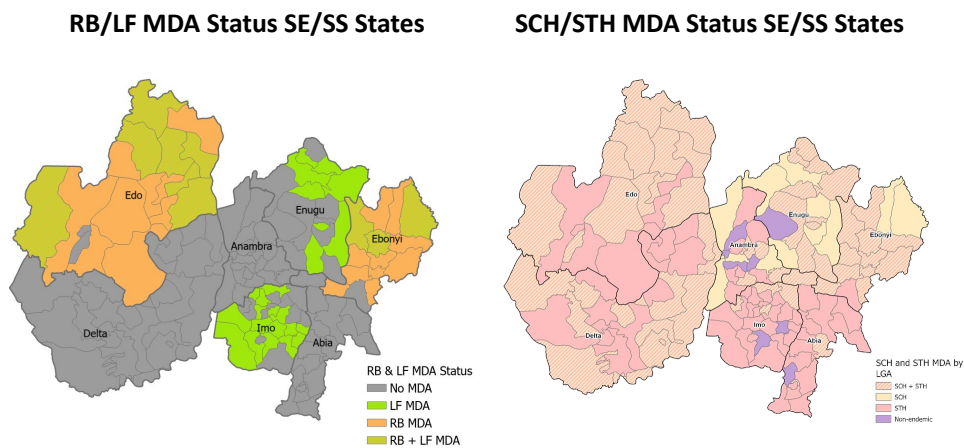 RB/LF MDA Status SE/SS States
Edo
Enugu
Anambra
Ebonyi
Delta
Imo
Abia
RB & LF MDA Status
No MDA
LF MDA
RB MDA
RB + LF MDA
SCH/STH MDA Status SE/SS States
Edo
Enugu
Anambra
Ebonyi
Delta
Imo
Abia
SCH and STH MDA by
LGA
SCH + STH
SCH
STH
Non-endemic